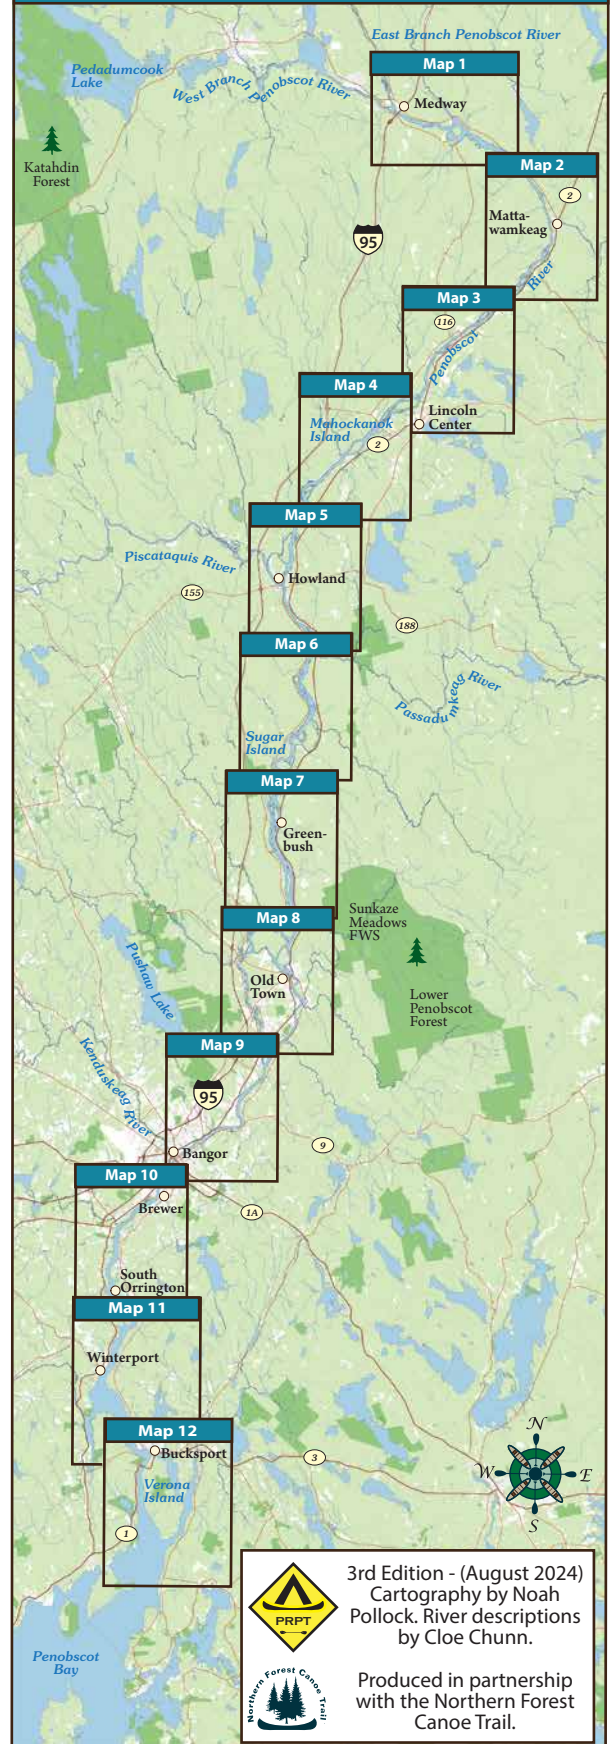 East Branch Penobscot River
Map 1
Pedadumcook
Lake
West Branch Penobscot River
Medway
Katahdin
Forest
Map 2
2
Matta-
wamkeag
95
River
Map 3
116
Penobscot
Map 4
Lincoln
Center
Mahockanok
Island
2
Map 5
Piscataquis River
Howland
155
188
Map 6
Passadumkeag River
Sugar
Island
Map 7
Green-
bush
Sunkaze
Meadows
FWS
Map 8
Pushaw Lake
Old
Town
Lower
Penobscot
Forest
Map 9
Kenduskeag River
95
9
Bangor
Map 10
Brewer
1A
South
Orrington
Map 11
Winterport
Map 12
Bucksport
3
Verona
Island
1
N
W
E
S
Penobscot
Bay
PRPT
3rd Edition - (August 2024)
Cartography by Noah
Pollock. River descriptions
by Cloe Chunn.
Northern Forest Canoe Trail
Produced in partnership
with the Northern Forest
Canoe Trail.